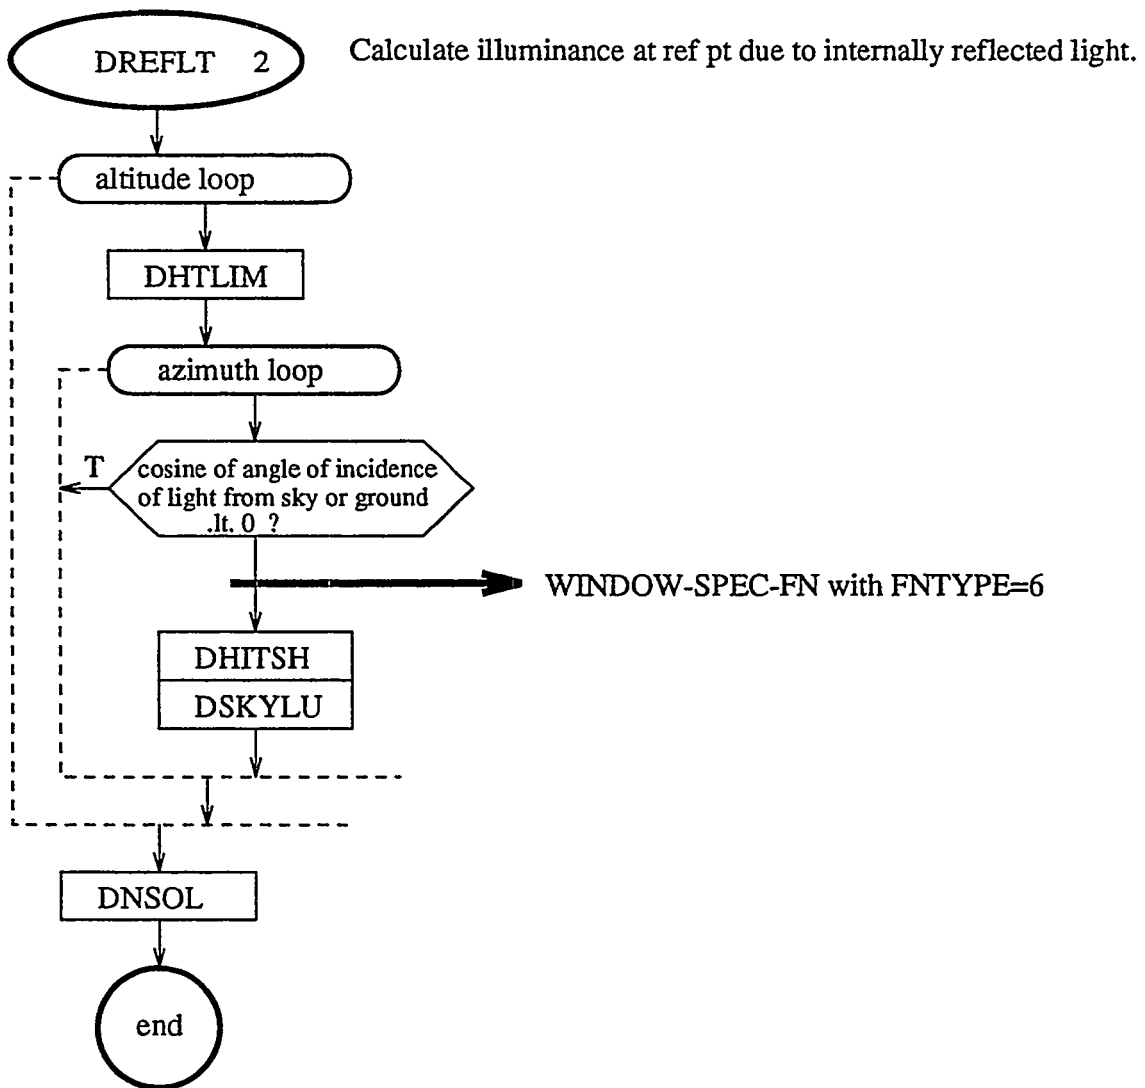 DREFLT 2
Calculate illuminance at ref pt due to internally reflected light.
altitude loop
DHTLIM
azimuth loop
T
cosine of angle of incidence
of light from sky or ground
.lt. 0 ?
WINDOW-SPEC-FN with FNTYPE=6
DHITSH
DSKYLU
DNSOL
end